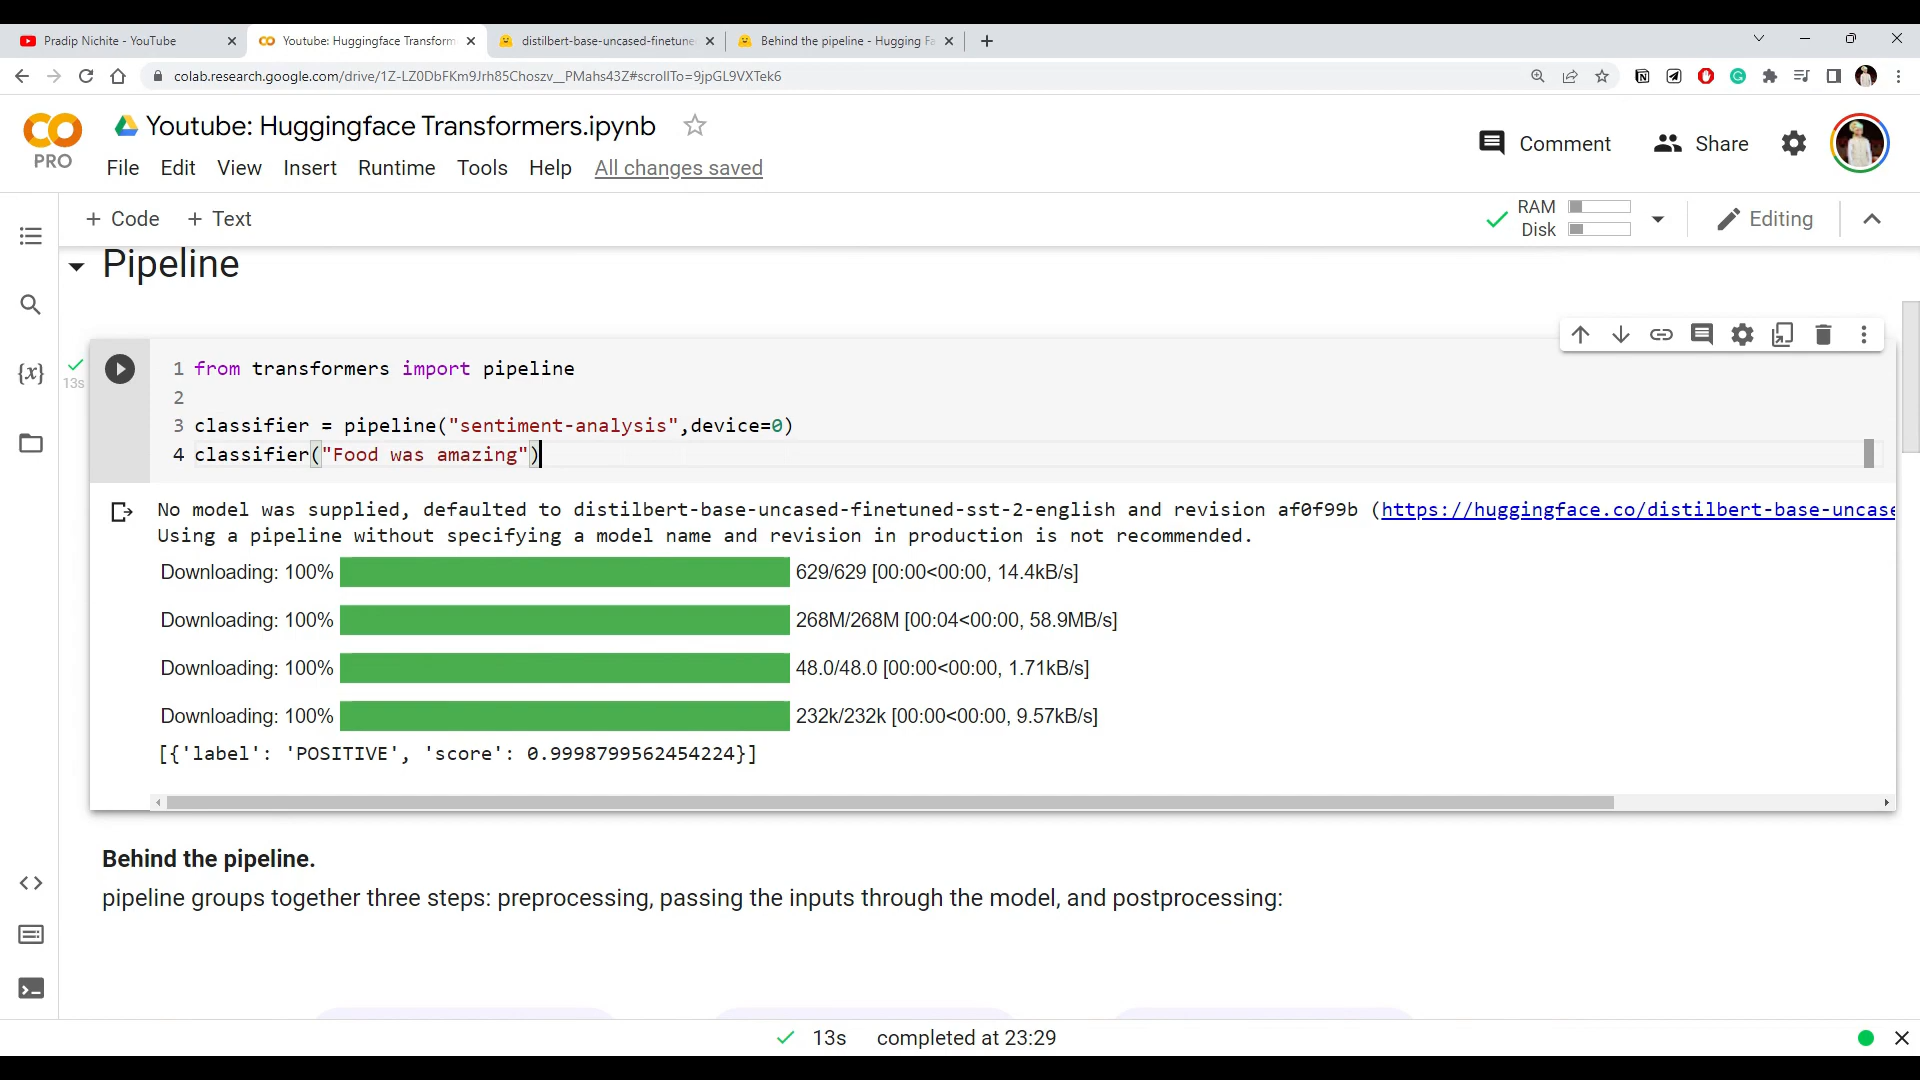 Pradip Nichite - YouTube
Youtube: Huggingface Transform
distilbert-base-uncased-finetune
Behind the pipeline - Hugging Fa
colab.research.google.com/drive/1Z-LZ0DbFKm9Jrh85Choszv__PMahs43Z#scrollTo=9jpGL9VXTek6
Youtube: Huggingface Transformers.ipynb
PRO
Comment
Share
File Edit View Insert Runtime Tools Help All changes saved
+ Code + Text
RAM
Disk
Editing
Pipeline
{x}
13s
1 from transformers import pipeline
2
3 classifier = pipeline("sentiment-analysis",device=0)
4 classifier("Food was amazing")
No model was supplied, defaulted to distilbert-base-uncased-finetuned-sst-2-english and revision af0f99b (https://huggingface.co/distilbert-base-uncase
Using a pipeline without specifying a model name and revision in production is not recommended.
Downloading: 100% 629/629 [00:00<00:00, 14.4kB/s]
Downloading: 100% 268M/268M [00:04<00:00, 58.9MB/s]
Downloading: 100% 48.0/48.0 [00:00<00:00, 1.71kB/s]
Downloading: 100% 232k/232k [00:00<00:00, 9.57kB/s]
[{'label': 'POSITIVE', 'score': 0.9998799562454224}]
Behind the pipeline.
pipeline groups together three steps: preprocessing, passing the inputs through the model, and postprocessing:
13s completed at 23:29